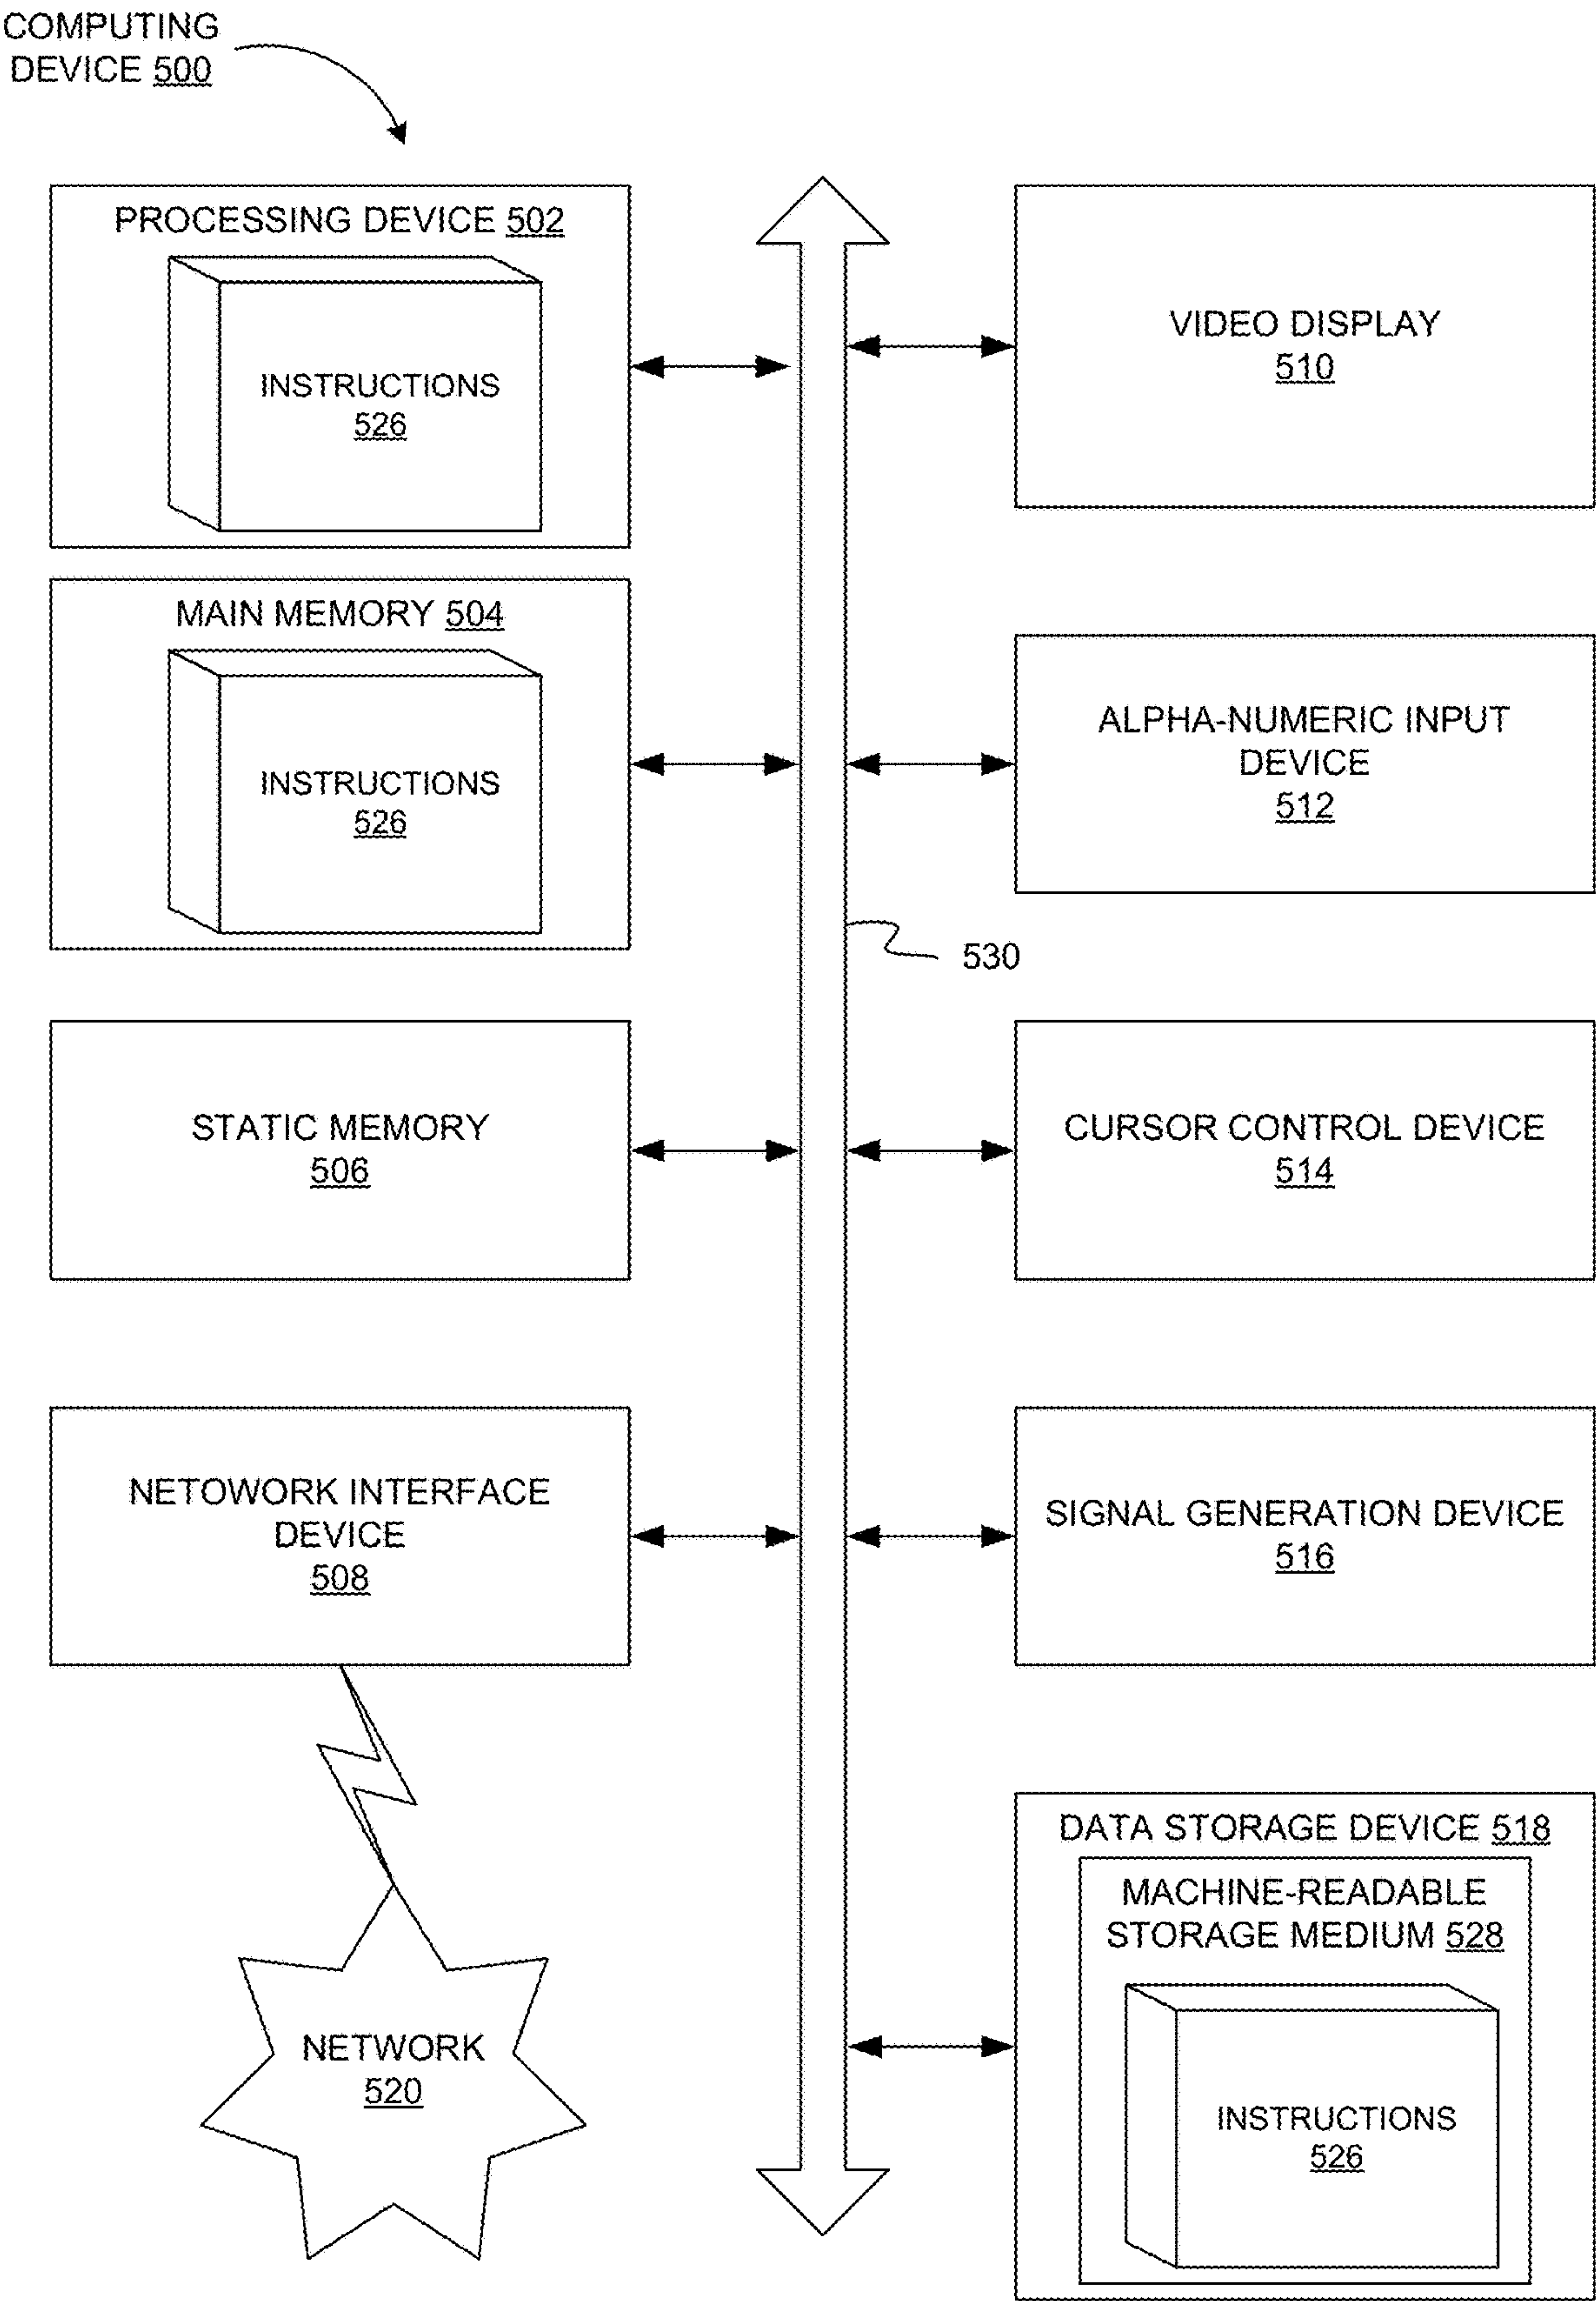 COMPUTING
DEVICE 500
PROCESSING DEVICE 502
INSTRUCTIONS
526
MAIN MEMORY 504
INSTRUCTIONS
526
STATIC MEMORY
506
NETOWORK INTERFACE
DEVICE
508
NETWORK
520
VIDEO DISPLAY
510
ALPHA-NUMERIC INPUT
DEVICE
512
530
CURSOR CONTROL DEVICE
514
SIGNAL GENERATION DEVICE
516
DATA STORAGE DEVICE 518
MACHINE-READABLE
STORAGE MEDIUM 528
INSTRUCTIONS
526